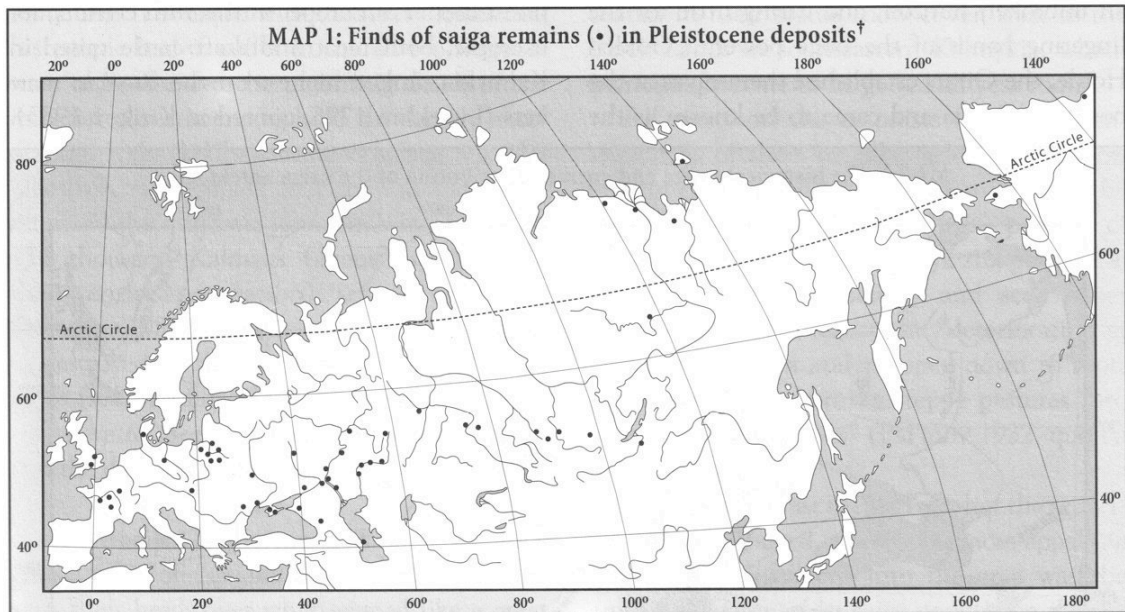 MAP 1: Finds of saiga remains (•) in Pleistocene deposits†
20° 0° 20° 40° 60° 80° 100° 120° 140° 160° 180° 160° 140°
80°
Arctic Circle
60°
Arctic Circle
60°
40°
40°
0° 20° 40° 60° 80° 100° 120° 140° 160° 180°